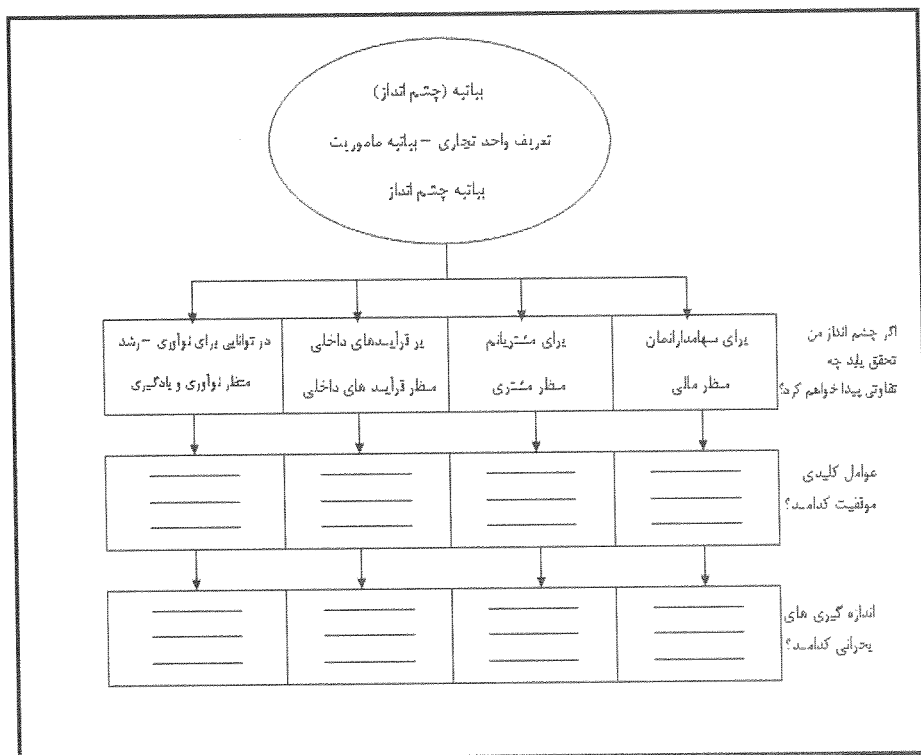 بیانیه (چشم انداز)
تعریف واحد تجاری – بیانیه ماموریت
بیانیه چشم انداز
اگر چشم انداز من
تحقق یابد چه
تفاوتی پیدا خواهم کرد؟
برای سهامدارانمان
منظر مالی
برای مشتریانم
منظر مشتری
بر فرآیندهای داخلی
منظر فرآیند های داخلی
در توانایی برای نوآوری – رشد
منظر نوآوری و یادگیری
عوامل کلیدی
موفقیت کدامند؟
اندازه گیری های
بحرانی کدامند؟